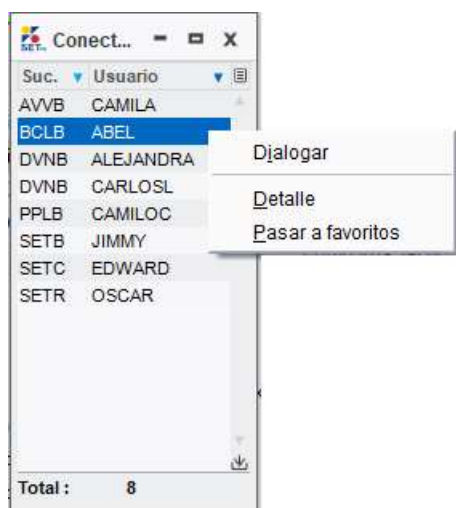 SET Conect...
Suc. Usuario
AVVB CAMILA
BCLB ABEL
DVNB ALEJANDRA
DVNB CARLOSL
PPLB CAMILOC
SETB JIMMY
SETC EDWARD
SETR OSCAR
Total : 8
Dialogar
Detalle
Pasar a favoritos